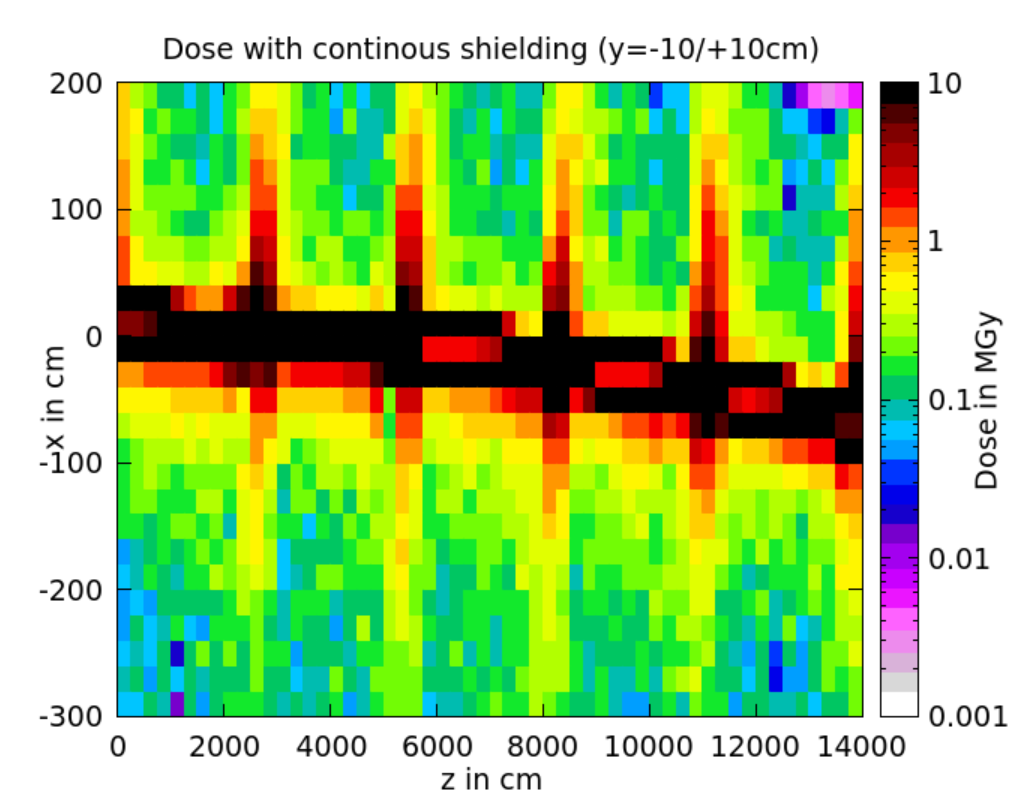 Dose with continous shielding (y=-10/+10cm)
200
100
0
-100
-200
-300
-x in cm
0 2000 4000 6000 8000 10000 12000 14000
z in cm
10
1
0.1
0.01
0.001
Dose in MGy